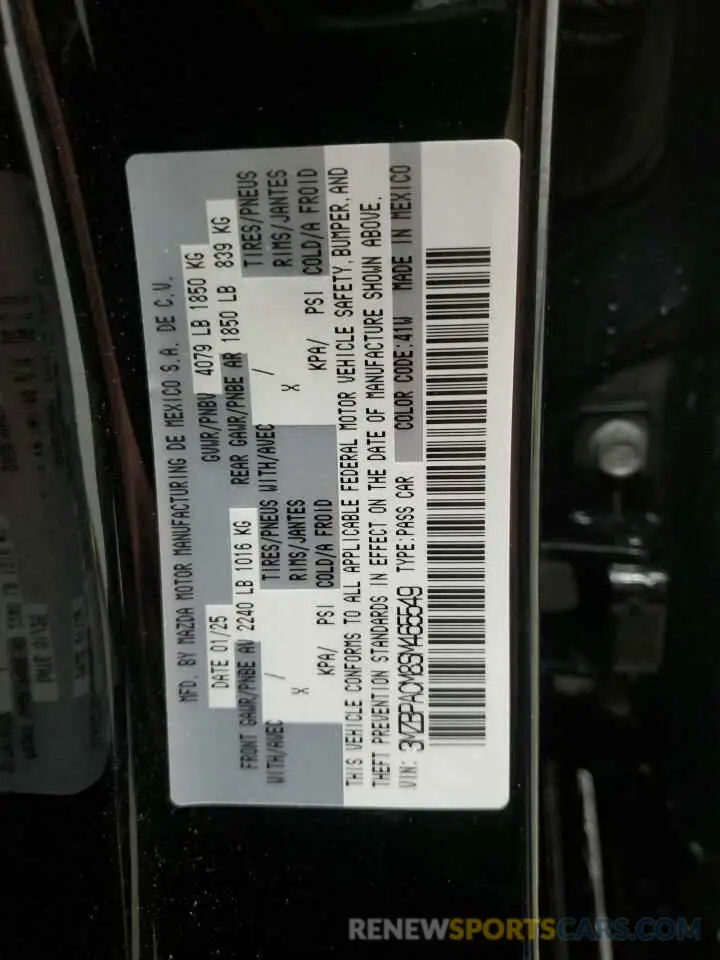 MFD. BY MAZDA MOTOR MANUFACTURING DE MEXICO S.A. DE C.V.
DATE 01/25 GVWR/PNBV 4079 LB 1850 KG
FRONT GAWR/PNBE AV 2240 LB 1016 KG REAR GAWR/PNBE AR 1850 LB 839 KG
WITH/AVEC / TIRES/PNEUS WITH/AVEC / TIRES/PNEUS
X RIMS/JANTES X RIMS/JANTES
KPA/ PSI COLD/A FROID KPA/ PSI COLD/A FROID
THIS VEHICLE CONFORMS TO ALL APPLICABLE FEDERAL MOTOR VEHICLE SAFETY, BUMPER, AND
THEFT PREVENTION STANDARDS IN EFFECT ON THE DATE OF MANUFACTURE SHOWN ABOVE.
VIN: 3MZBPACM8SM465549 TYPE:PASS CAR COLOR CODE:41W MADE IN MEXICO
RENEWSPORTSCARS.COM